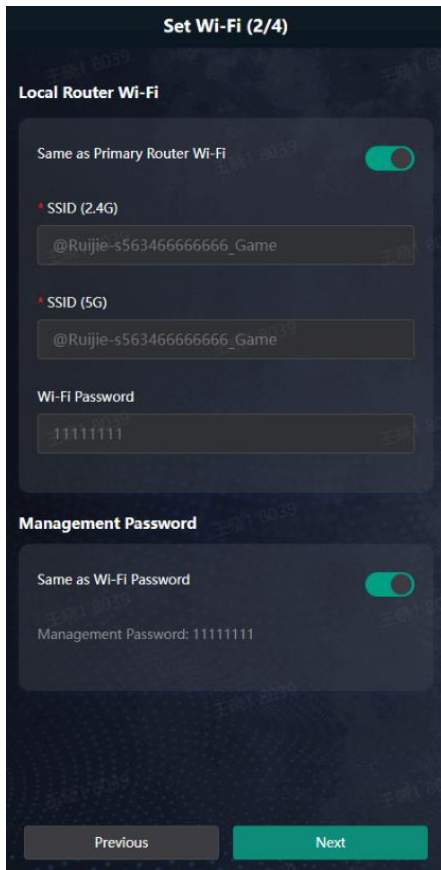 Set Wi-Fi (2/4)
Local Router Wi-Fi
Same as Primary Router Wi-Fi
* SSID (2.4G)
@Ruijie-s563466666666_Game
* SSID (5G)
@Ruijie-s563466666666_Game
Wi-Fi Password
11111111
Management Password
Same as Wi-Fi Password
Management Password: 11111111
Previous
Next